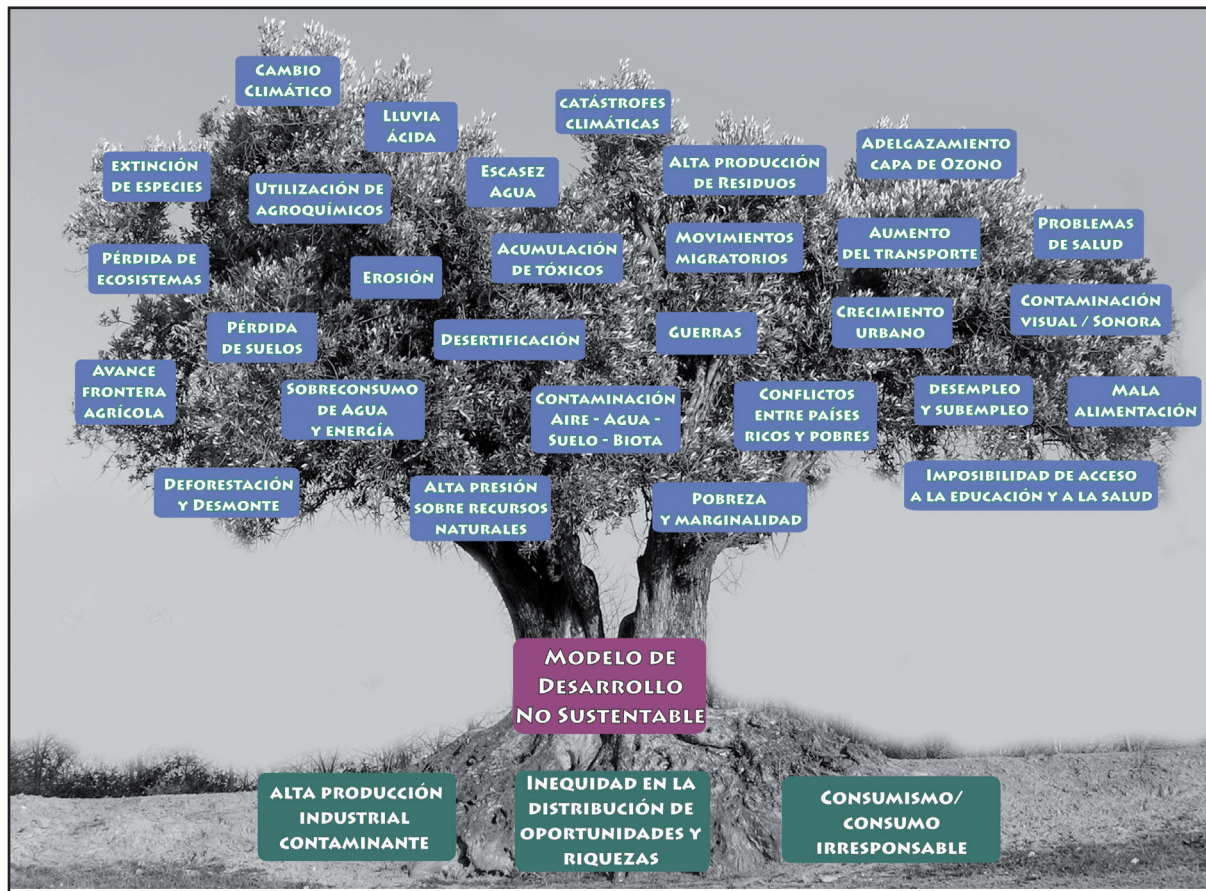 Cambio
Climático
Lluvia
ácida
catástrofes
climáticas
Adelgazamiento
capa de Ozono
extinción
de especies
Utilización de
agroquímicos
Escasez
Agua
Alta producción
de Residuos
Problemas
de salud
Pérdida de
ecosistemas
Erosión
Acumulación
de tóxicos
Movimientos
migratorios
Aumento
del transporte
Contaminación
visual / Sonora
Pérdida
de suelos
Desertificación
Guerras
Crecimiento
urbano
Avance
frontera
agrícola
Sobreconsumo
de Agua
y energía
Contaminación
Aire - Agua -
Suelo - Biota
Conflictos
entre países
ricos y pobres
desempleo
y subempleo
Mala
alimentación
Deforestación
y Desmonte
Alta presión
sobre recursos
naturales
Pobreza
y marginalidad
Imposibilidad de acceso
a la educación y a la salud
Modelo de
Desarrollo
No Sustentable
alta producción
industrial
contaminante
Inequidad en la
distribución de
oportunidades y
riquezas
Consumismo/
consumo
irresponsable